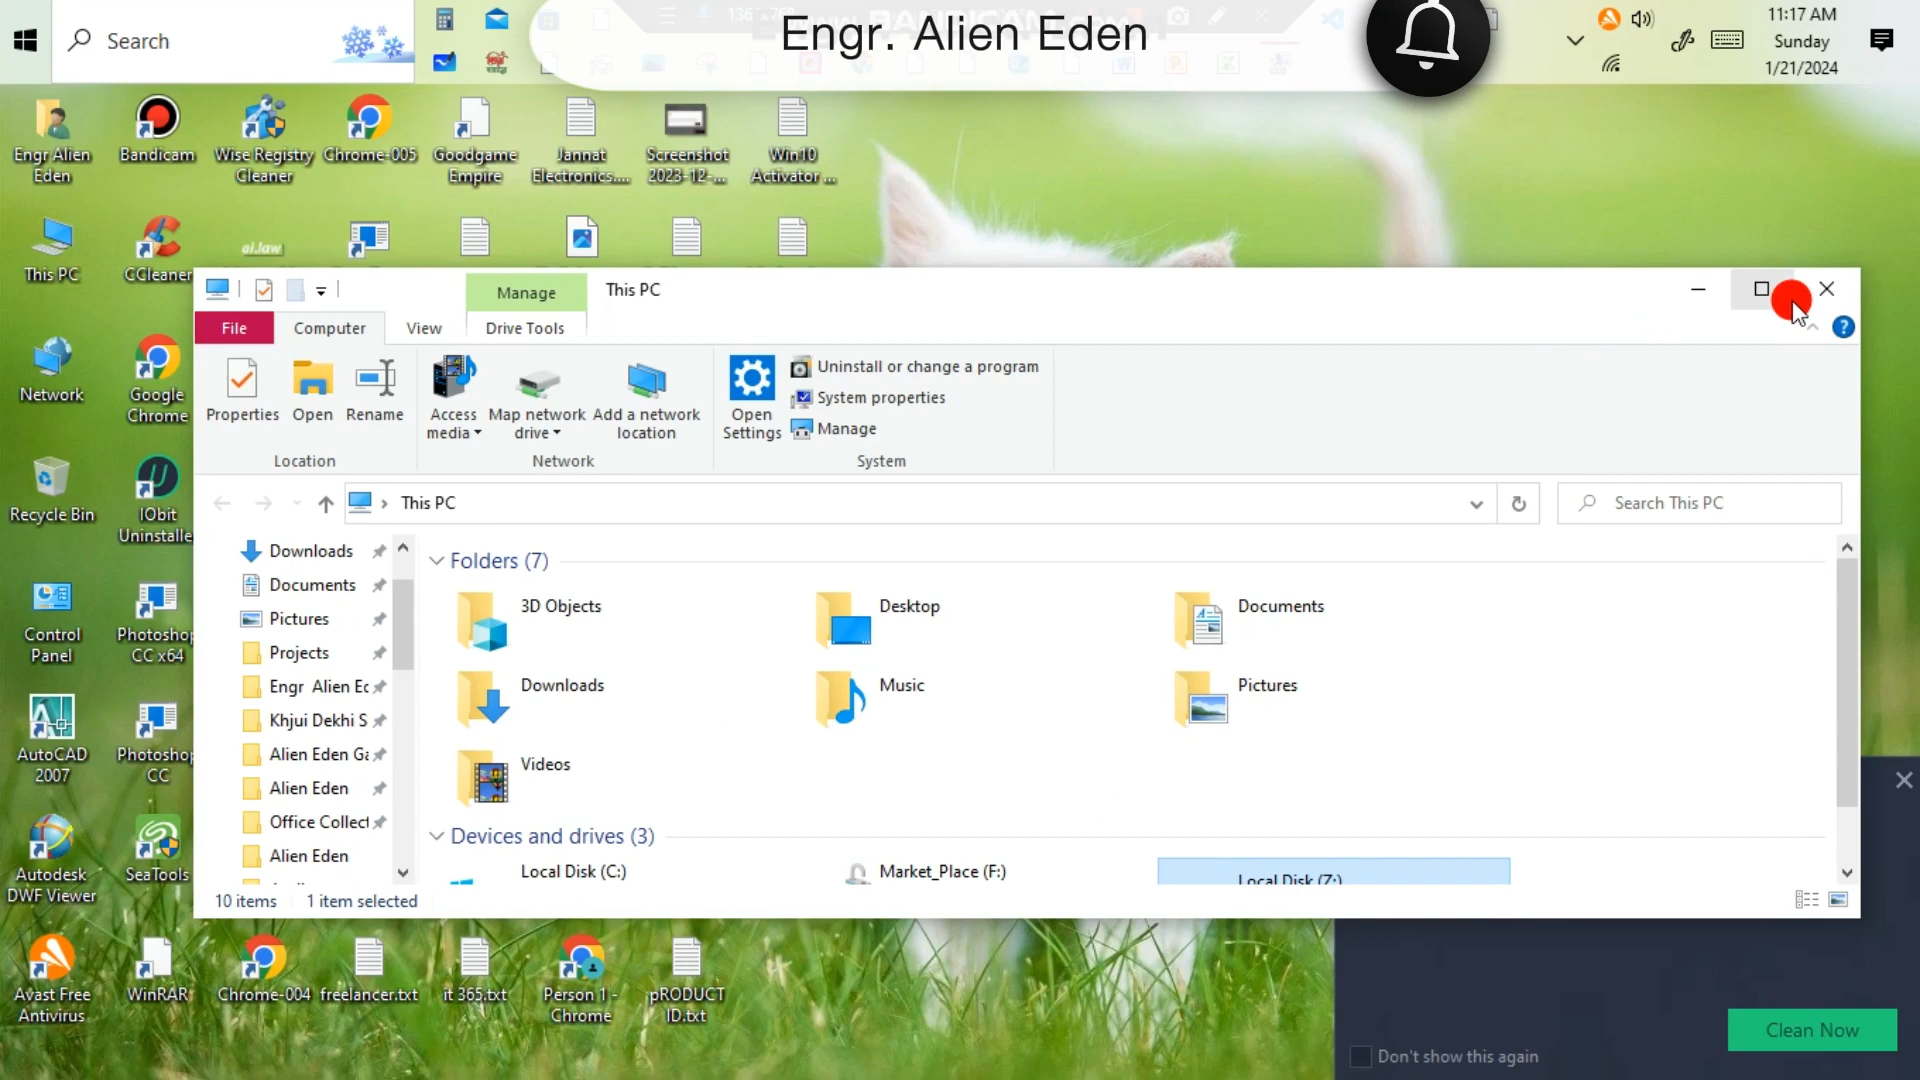 Engr. Alien Eden
Search
11:17 AM
Sunday
1/21/2024
Engr Alien
Eden
Bandicam
Wise Registry
Cleaner
Chrome-005
Goodgame
Empire
Jannat
Electronics....
Screenshot
2023-12-...
Win10
Activator ...
This PC
CCleaner
al.law
Manage
This PC
File
Computer
View
Drive Tools
Properties
Open
Rename
Access
media
Map network
drive
Add a network
location
Open
Settings
Uninstall or change a program
System properties
Manage
Location
Network
System
This PC
Search This PC
Network
Google
Chrome
Recycle Bin
IObit
Uninstalle
Control
Panel
Photoshop
CC x64
AutoCAD
2007
Photoshop
CC
Autodesk
DWF Viewer
SeaTools
Downloads
Documents
Pictures
Projects
Engr Alien Ec
Khjui Dekhi S
Alien Eden Ga
Alien Eden
Office Collect
Alien Eden
Folders (7)
3D Objects
Desktop
Documents
Downloads
Music
Pictures
Videos
Devices and drives (3)
Local Disk (C:)
Market_Place (F:)
Local Disk (Z:)
10 items
1 item selected
Avast Free
Antivirus
WinRAR
Chrome-004
freelancer.txt
it 365.txt
Person 1 -
Chrome
pRODUCT
ID.txt
Clean Now
Don't show this again